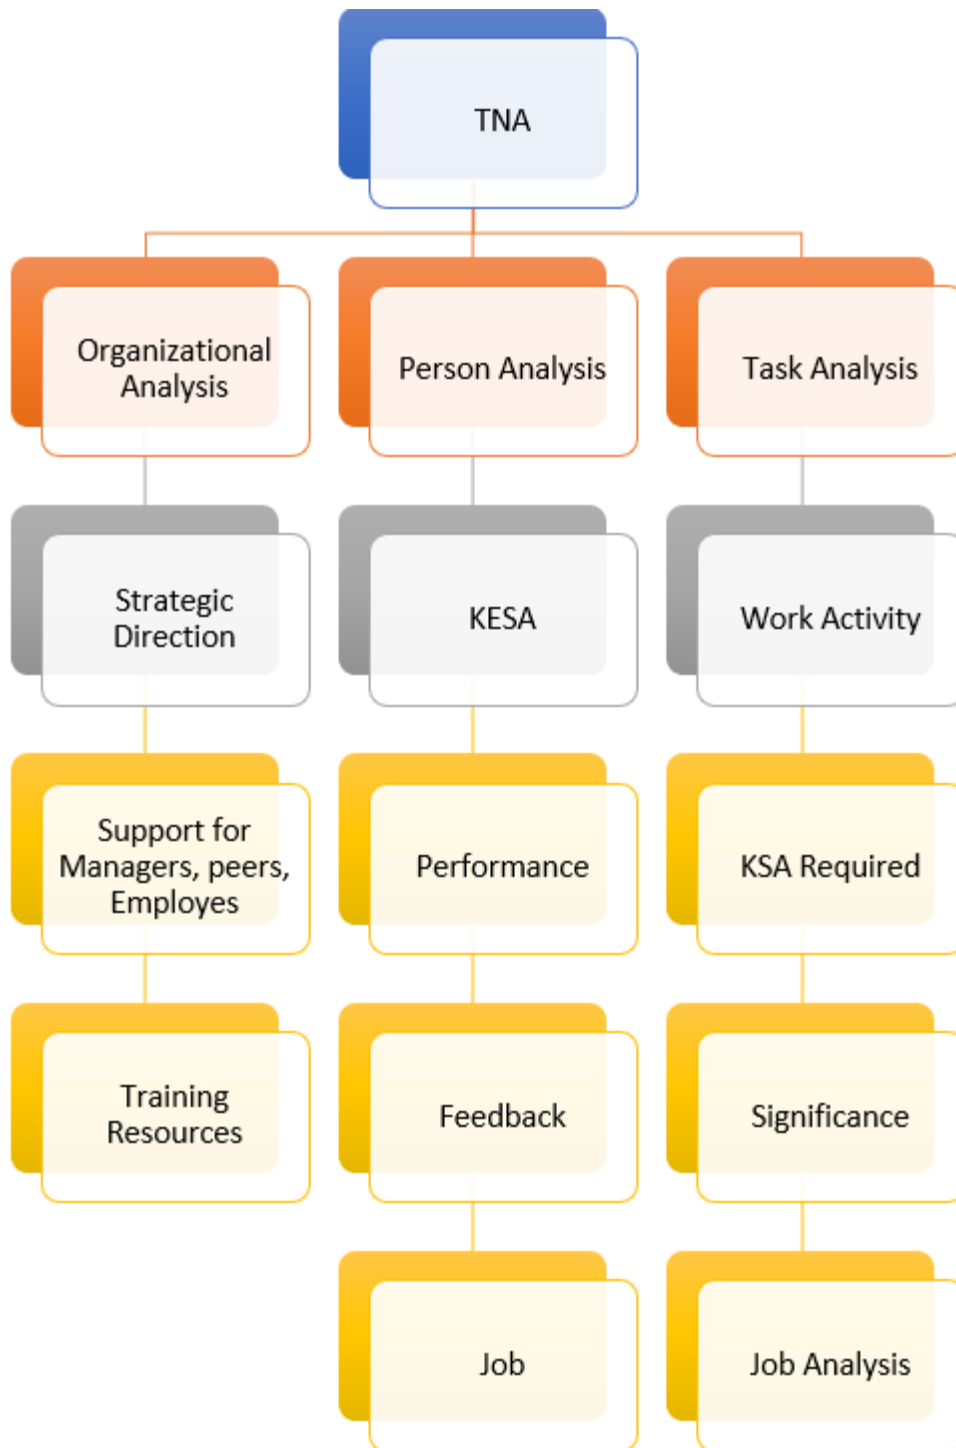 TNA
Organizational
Analysis
Person Analysis
Task Analysis
Strategic
Direction
KESA
Work Activity
Support for
Managers, peers,
Employes
Performance
KSA Required
Training
Resources
Feedback
Significance
Job
Job Analysis